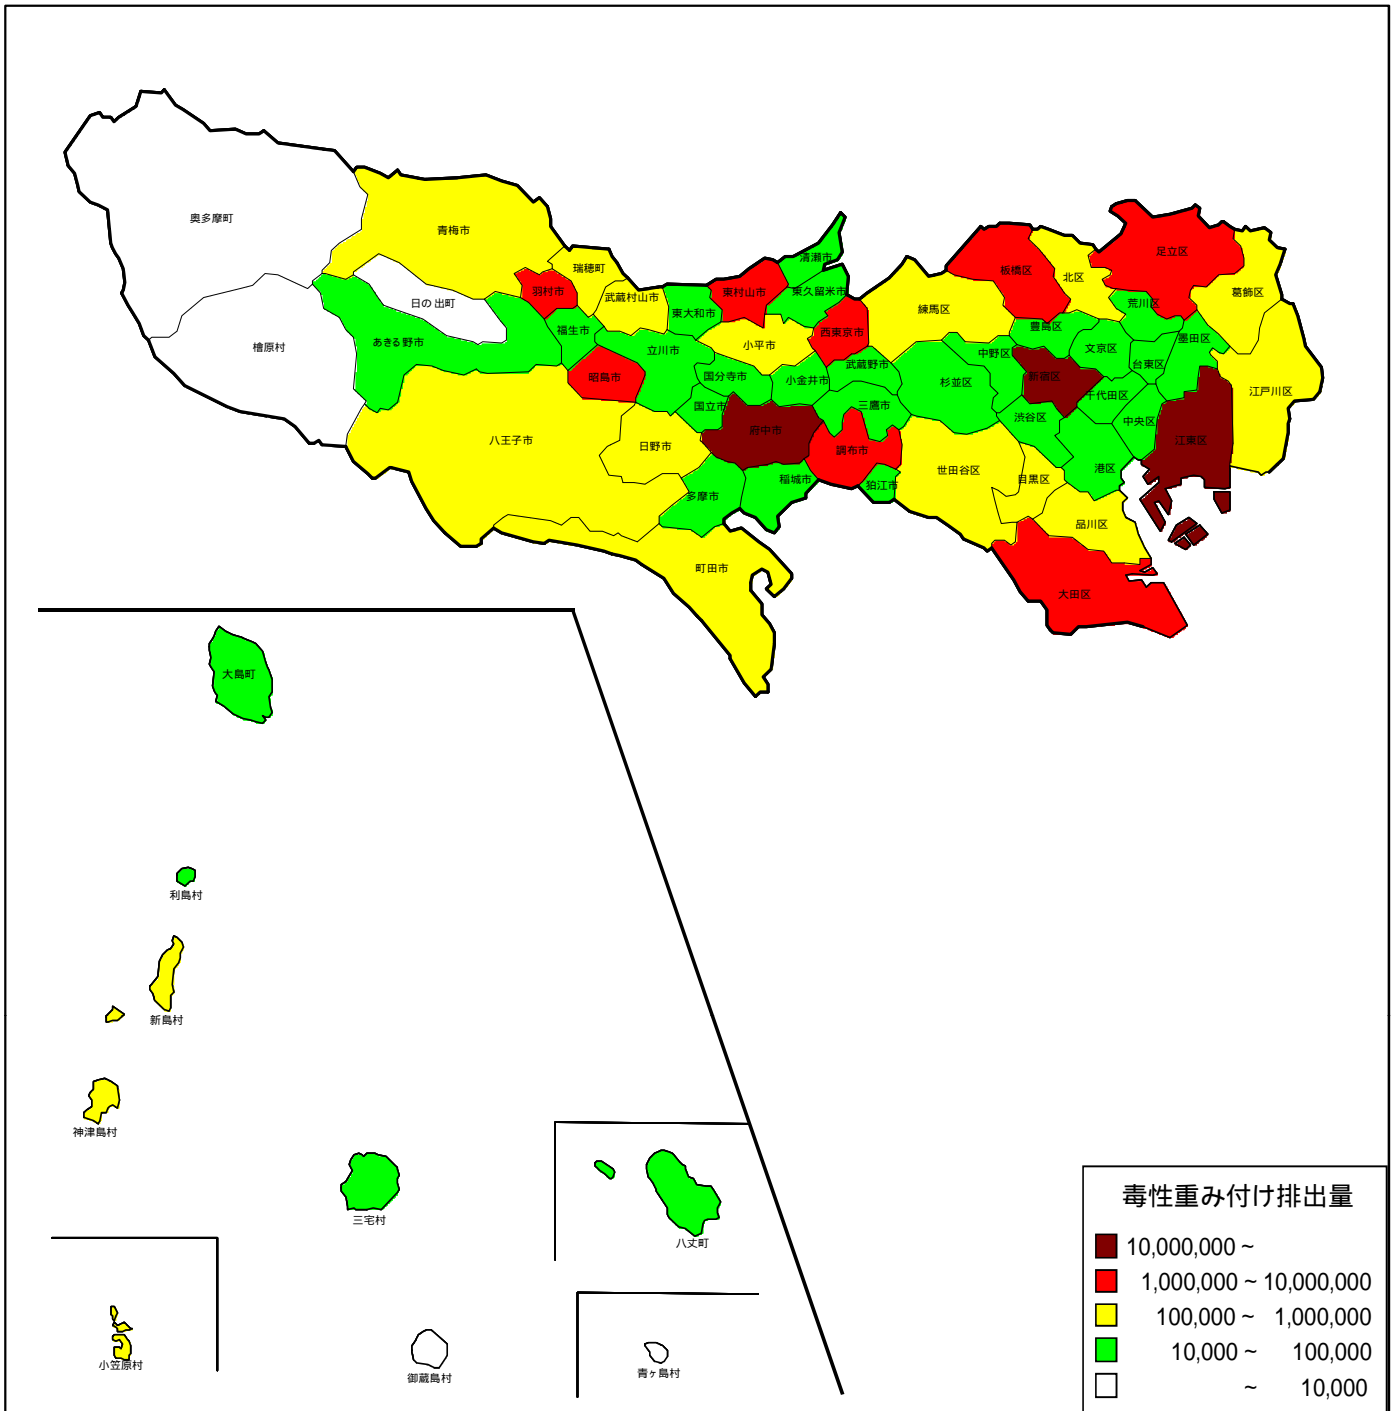 奥多摩町
青梅市
瑞穂町
羽村市
武蔵村山市
日の出町
檜原村
あきる野市
福生市
東大和市
東村山市
清瀬市
東久留米市
西東京市
小平市
立川市
昭島市
国分寺市
小金井市
武蔵野市
国立市
三鷹市
八王子市
日野市
府中市
調布市
多摩市
稲城市
狛江市
町田市
練馬区
板橋区
北区
足立区
葛飾区
荒川区
豊島区
文京区
台東区
墨田区
中野区
杉並区
新宿区
千代田区
中央区
江東区
江戸川区
渋谷区
港区
世田谷区
目黒区
品川区
大田区
大島町
利島村
新島村
神津島村
三宅村
八丈町
小笠原村
御蔵島村
青ヶ島村
毒性重み付け排出量
10,000,000 ~
1,000,000 ~ 10,000,000
100,000 ~ 1,000,000
10,000 ~ 100,000
~ 10,000